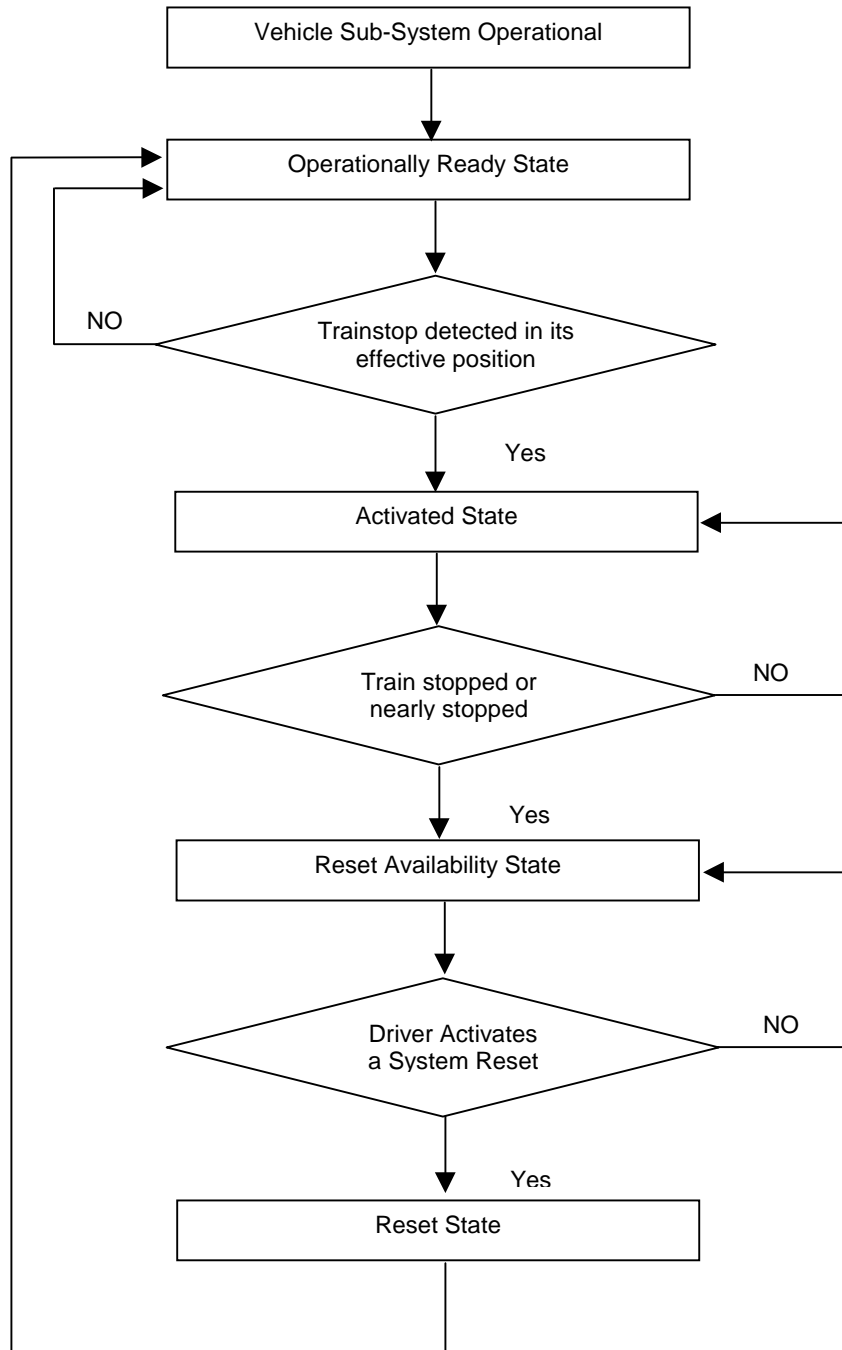 Vehicle Sub-System Operational
Operationally Ready State
NO
Trainstop detected in its
effective position
Yes
Activated State
Train stopped or
nearly stopped
NO
Yes
Reset Availability State
Driver Activates
a System Reset
NO
Yes
Reset State